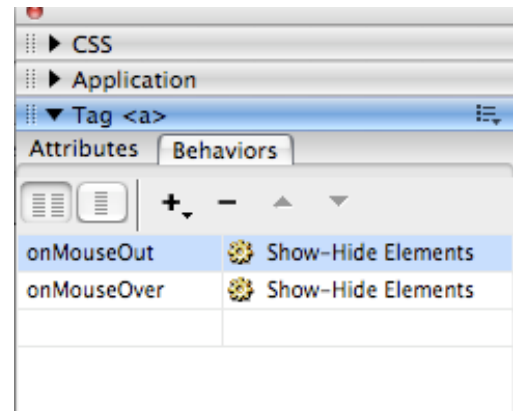 CSS
Application
Tag <a>
Attributes Behaviors
onMouseOut Show-Hide Elements
onMouseOver Show-Hide Elements